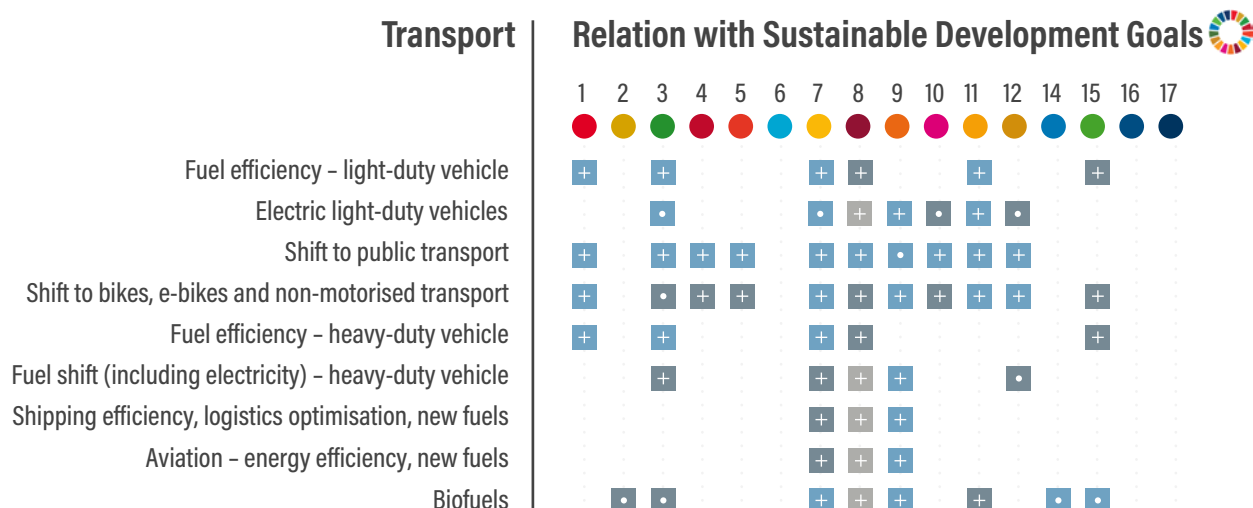 Transport Relation with Sustainable Development Goals
1 2 3 4 5 6 7 8 9 10 11 12 14 15 16 17
Fuel efficiency – light-duty vehicle + + + + + +
Electric light-duty vehicles • • + + • + •
Shift to public transport + + + + + + • + + +
Shift to bikes, e-bikes and non-motorised transport + • + + + + + + + + +
Fuel efficiency – heavy-duty vehicle + + + + +
Fuel shift (including electricity) – heavy-duty vehicle + + + + •
Shipping efficiency, logistics optimisation, new fuels + + +
Aviation – energy efficiency, new fuels + + +
Biofuels • • + + + + • •